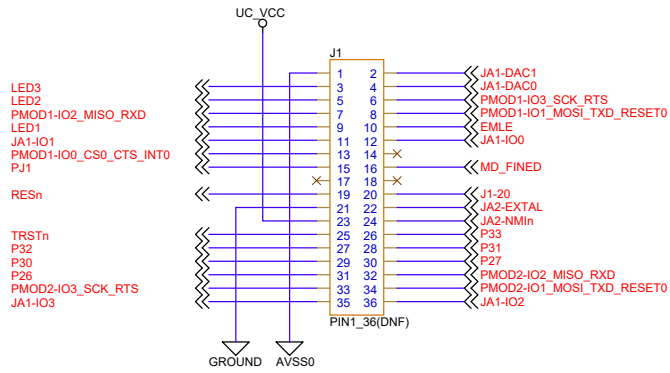 UC_VCC
J1
1 2 JA1-DAC1
LED3 3 4 JA1-DAC0
LED2 5 6 PMOD1-IO3_SCK_RTS
PMOD1-IO2_MISO_RXD 7 8 PMOD1-IO1_MOSI_TXD_RESET0
LED1 9 10 EMLE
JA1-IO1 11 12 JA1-IO0
PMOD1-IO0_CS0_CTS_INT0 13 14
PJ1 15 16 MD_FINED
17 18
RESn 19 20 J1-20
21 22 JA2-EXTAL
23 24 JA2-NMIn
TRSTn 25 26 P33
P32 27 28 P31
P30 29 30 P27
P26 31 32 PMOD2-IO2_MISO_RXD
PMOD2-IO3_SCK_RTS 33 34 PMOD2-IO1_MOSI_TXD_RESET0
JA1-IO3 35 36 JA1-IO2
PIN1_36(DNF)
GROUND AVSS0